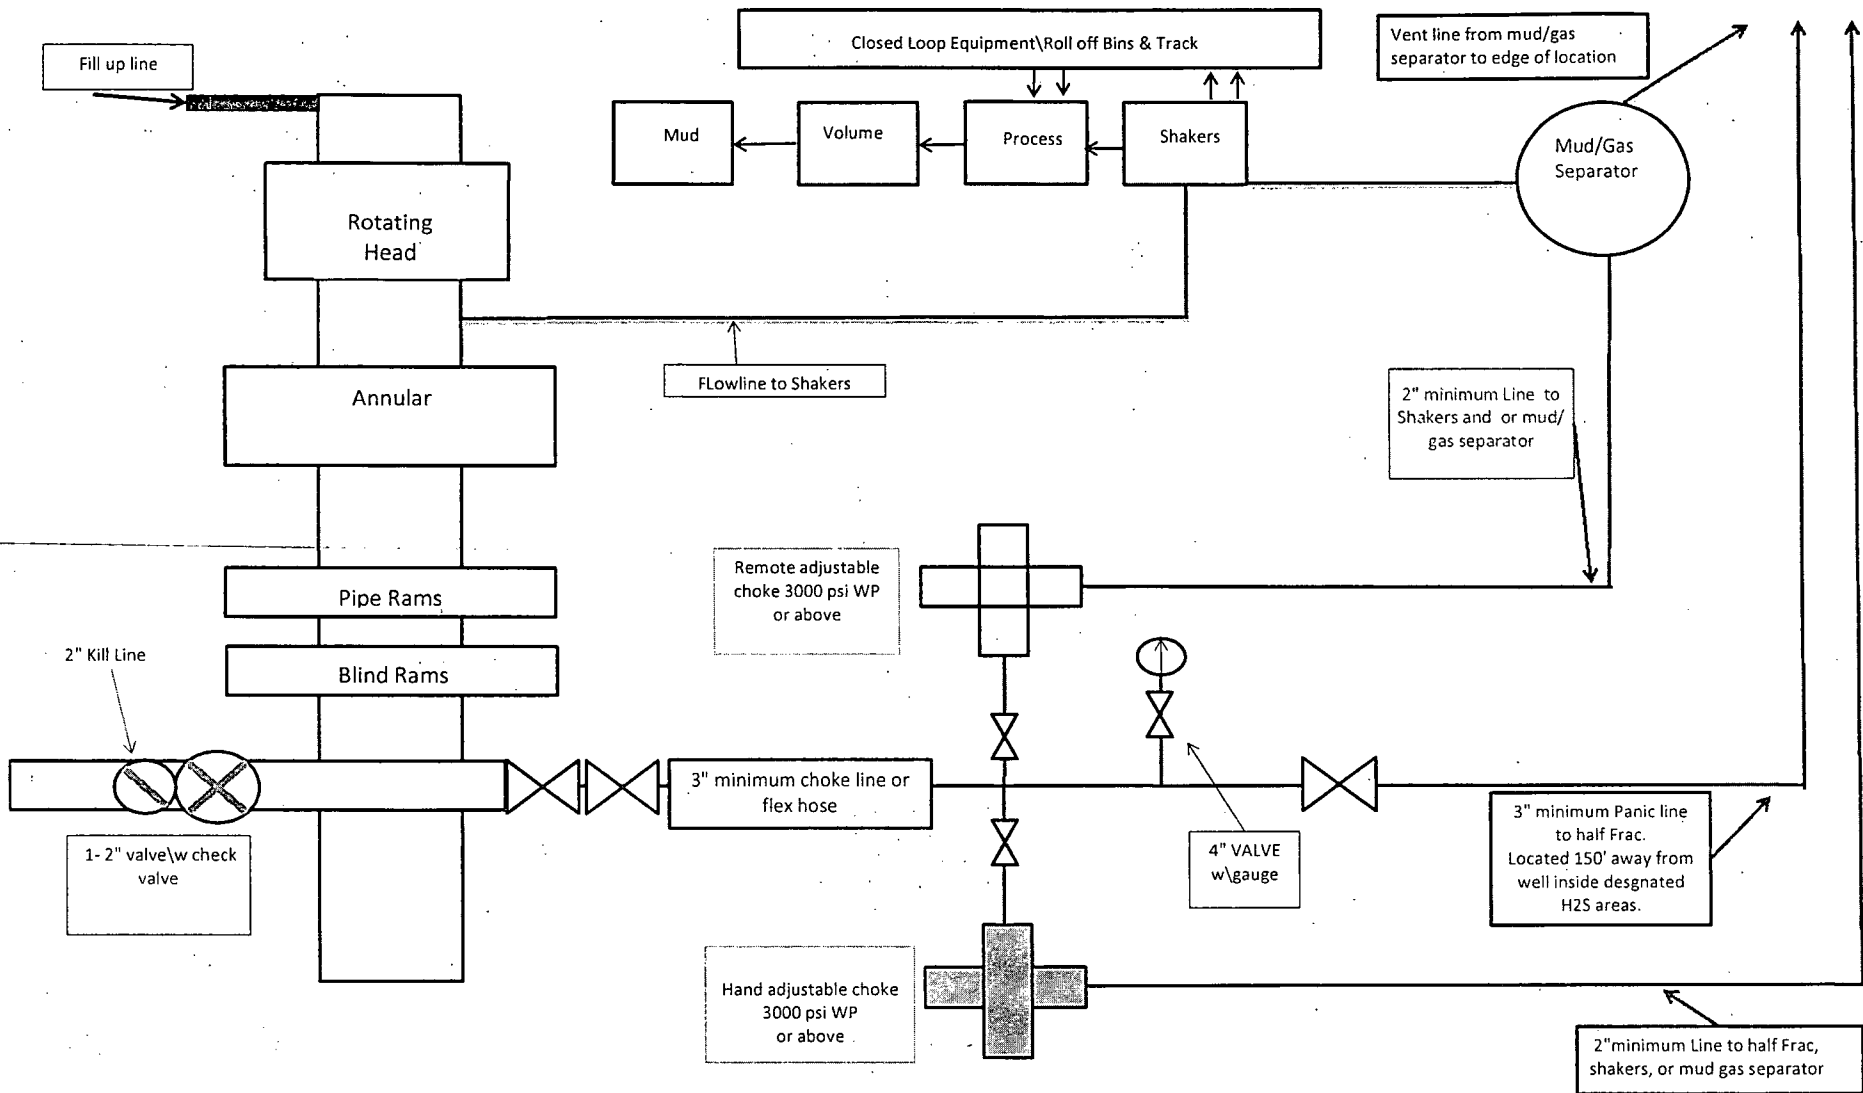 Fill up line
Closed Loop Equipment\Roll off Bins & Track
Vent line from mud/gas
separator to edge of location
Mud
Volume
Process
Shakers
Mud/Gas
Separator
Rotating
Head
FLowline to Shakers
Annular
2" minimum Line to
Shakers and or mud/
gas separator
Remote adjustable
choke 3000 psi WP
or above
Pipe Rams
2" Kill Line
Blind Rams
3" minimum choke line or
flex hose
1- 2" valve\w check
valve
4" VALVE
w\gauge
3" minimum Panic line
to half Frac.
Located 150' away from
well inside desgnated
H2S areas.
Hand adjustable choke
3000 psi WP
or above
2"minimum Line to half Frac,
shakers, or mud gas separator